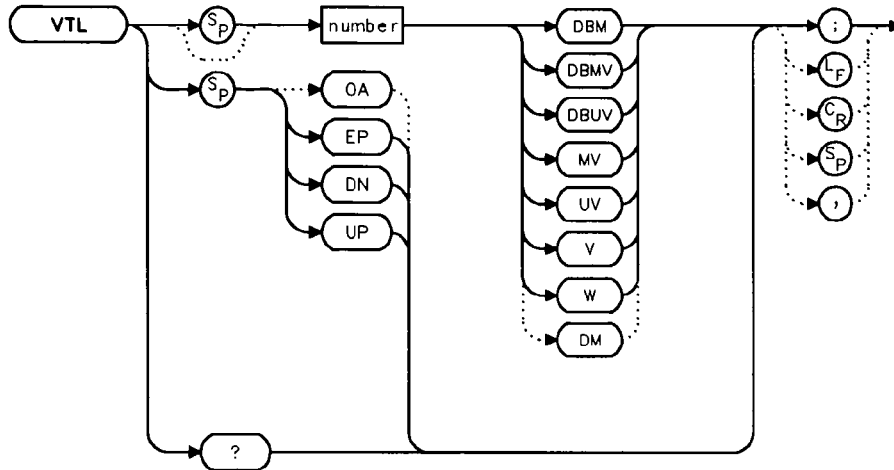 VTL
SP
number
DBM
;
DBMV
LF
SP
OA
DBUV
CR
EP
MV
SP
DN
UV
,
UP
V
W
DM
?